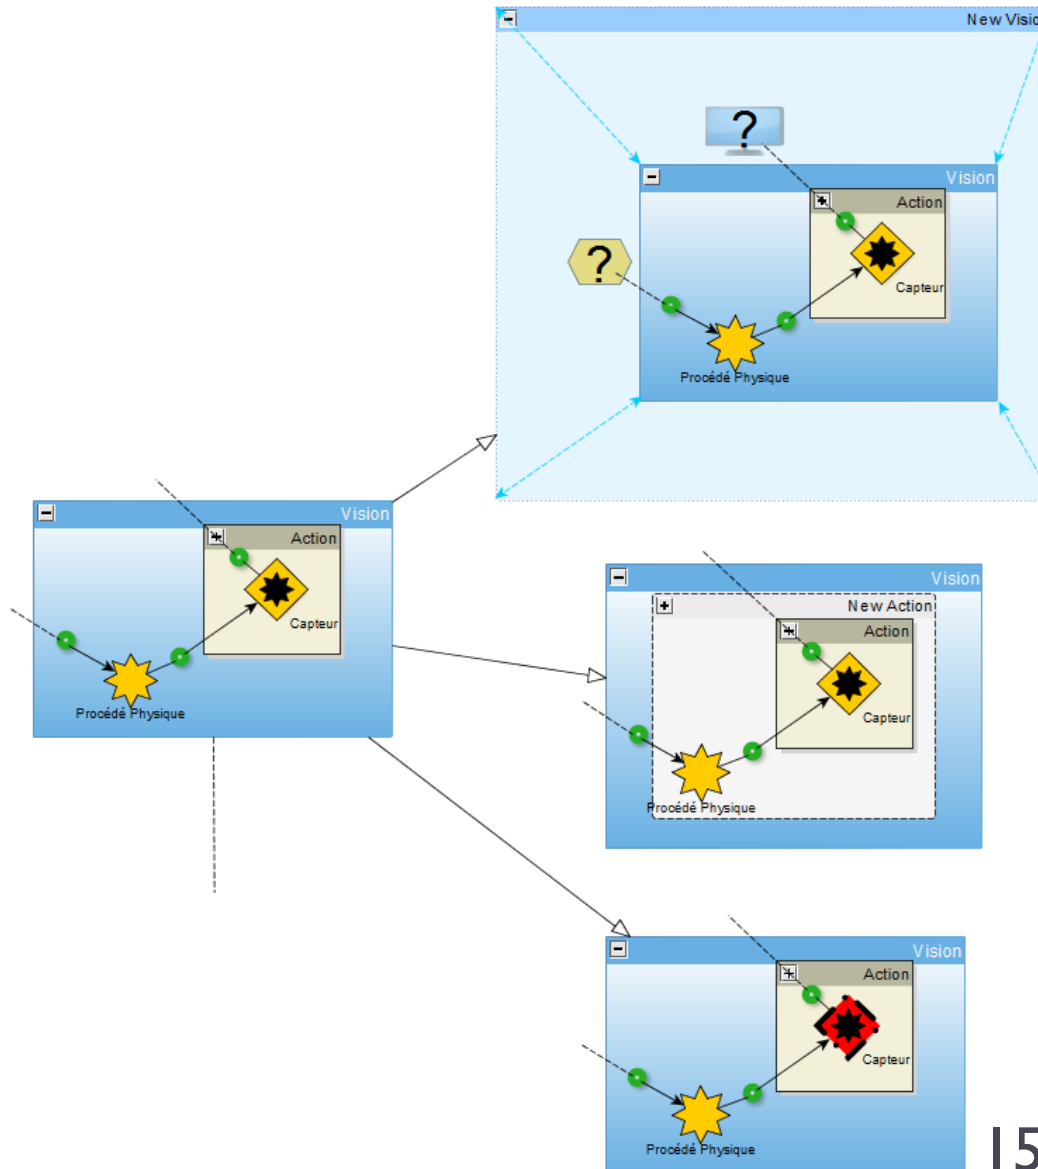 New Visio
?
Vision
Action
?
Capteur
Procédé Physique
Vision
Action
Capteur
Procédé Physique
Vision
New Action
Action
Capteur
Procédé Physique
Vision
Action
Capteur
Procédé Physique
15